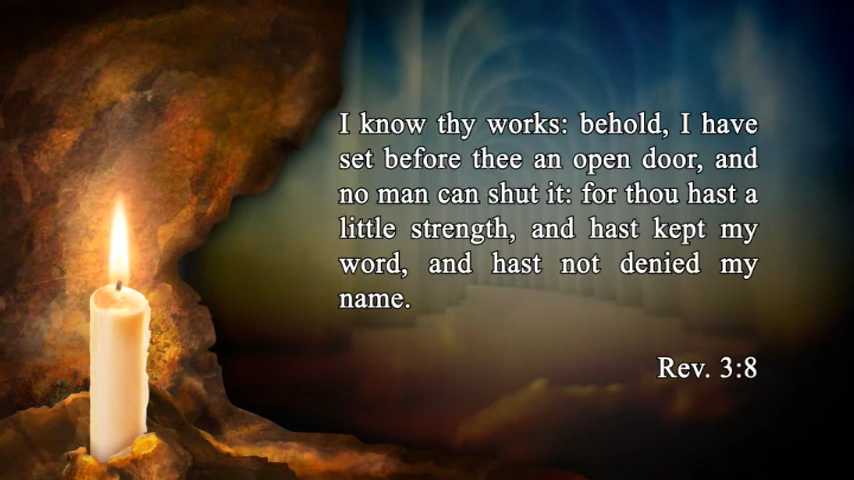 I know thy works: behold, I have
set before thee an open door, and
no man can shut it: for thou hast a
little strength, and hast kept my
word, and hast not denied my
name.
Rev. 3:8